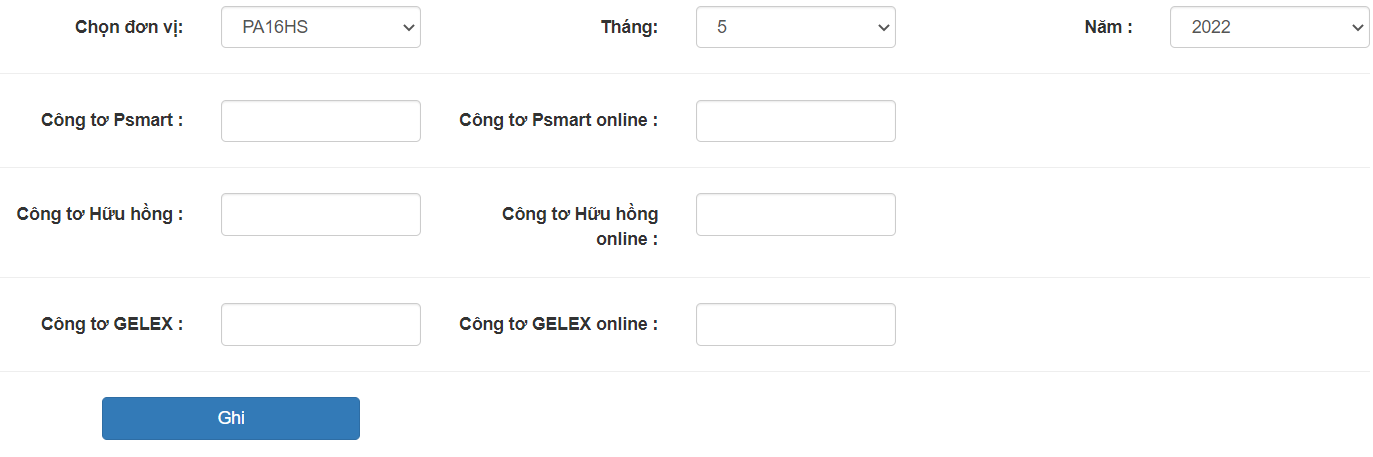 Chọn đơn vị: PA16HS Tháng: 5 Năm : 2022
Công tơ Psmart : Công tơ Psmart online :
Công tơ Hữu hồng : Công tơ Hữu hồng
online :
Công tơ GELEX : Công tơ GELEX online :
Ghi